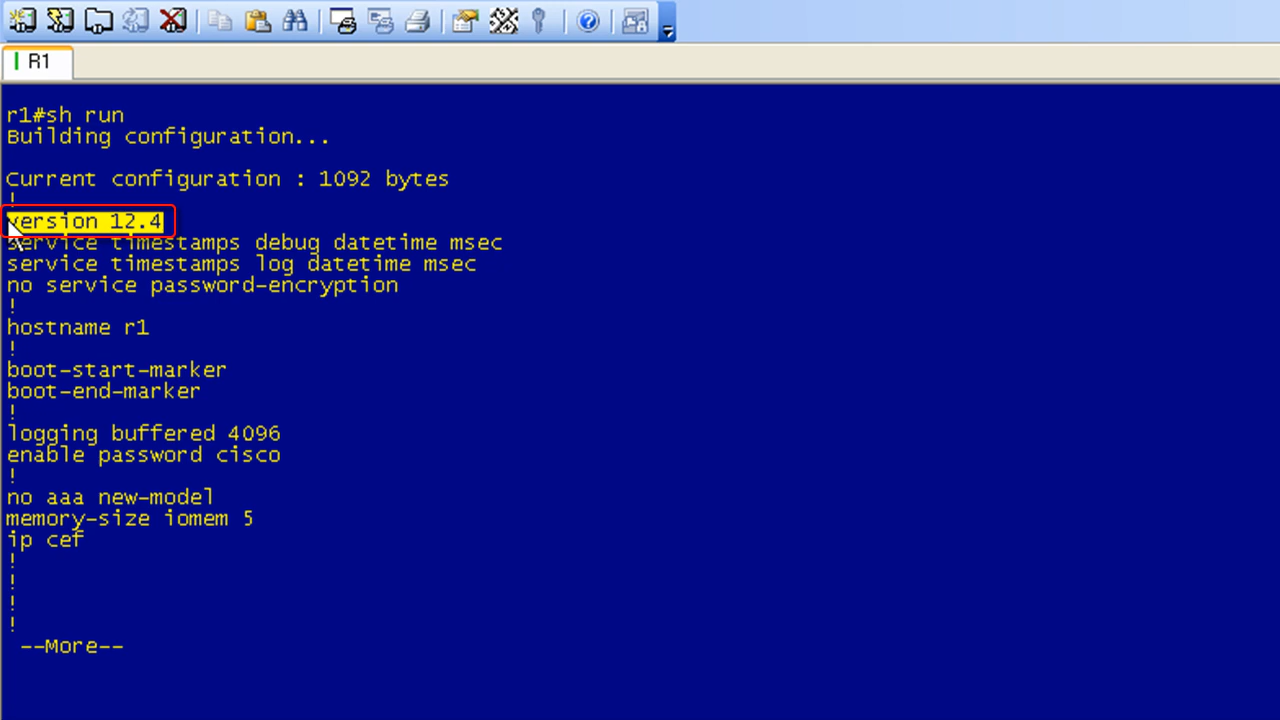 R1
r1#sh run
Building configuration...
Current configuration : 1092 bytes
!
version 12.4
service timestamps debug datetime msec
service timestamps log datetime msec
no service password-encryption
!
hostname r1
!
boot-start-marker
boot-end-marker
!
logging buffered 4096
enable password cisco
!
no aaa new-model
memory-size iomem 5
ip cef
!
!
!
!
--More--